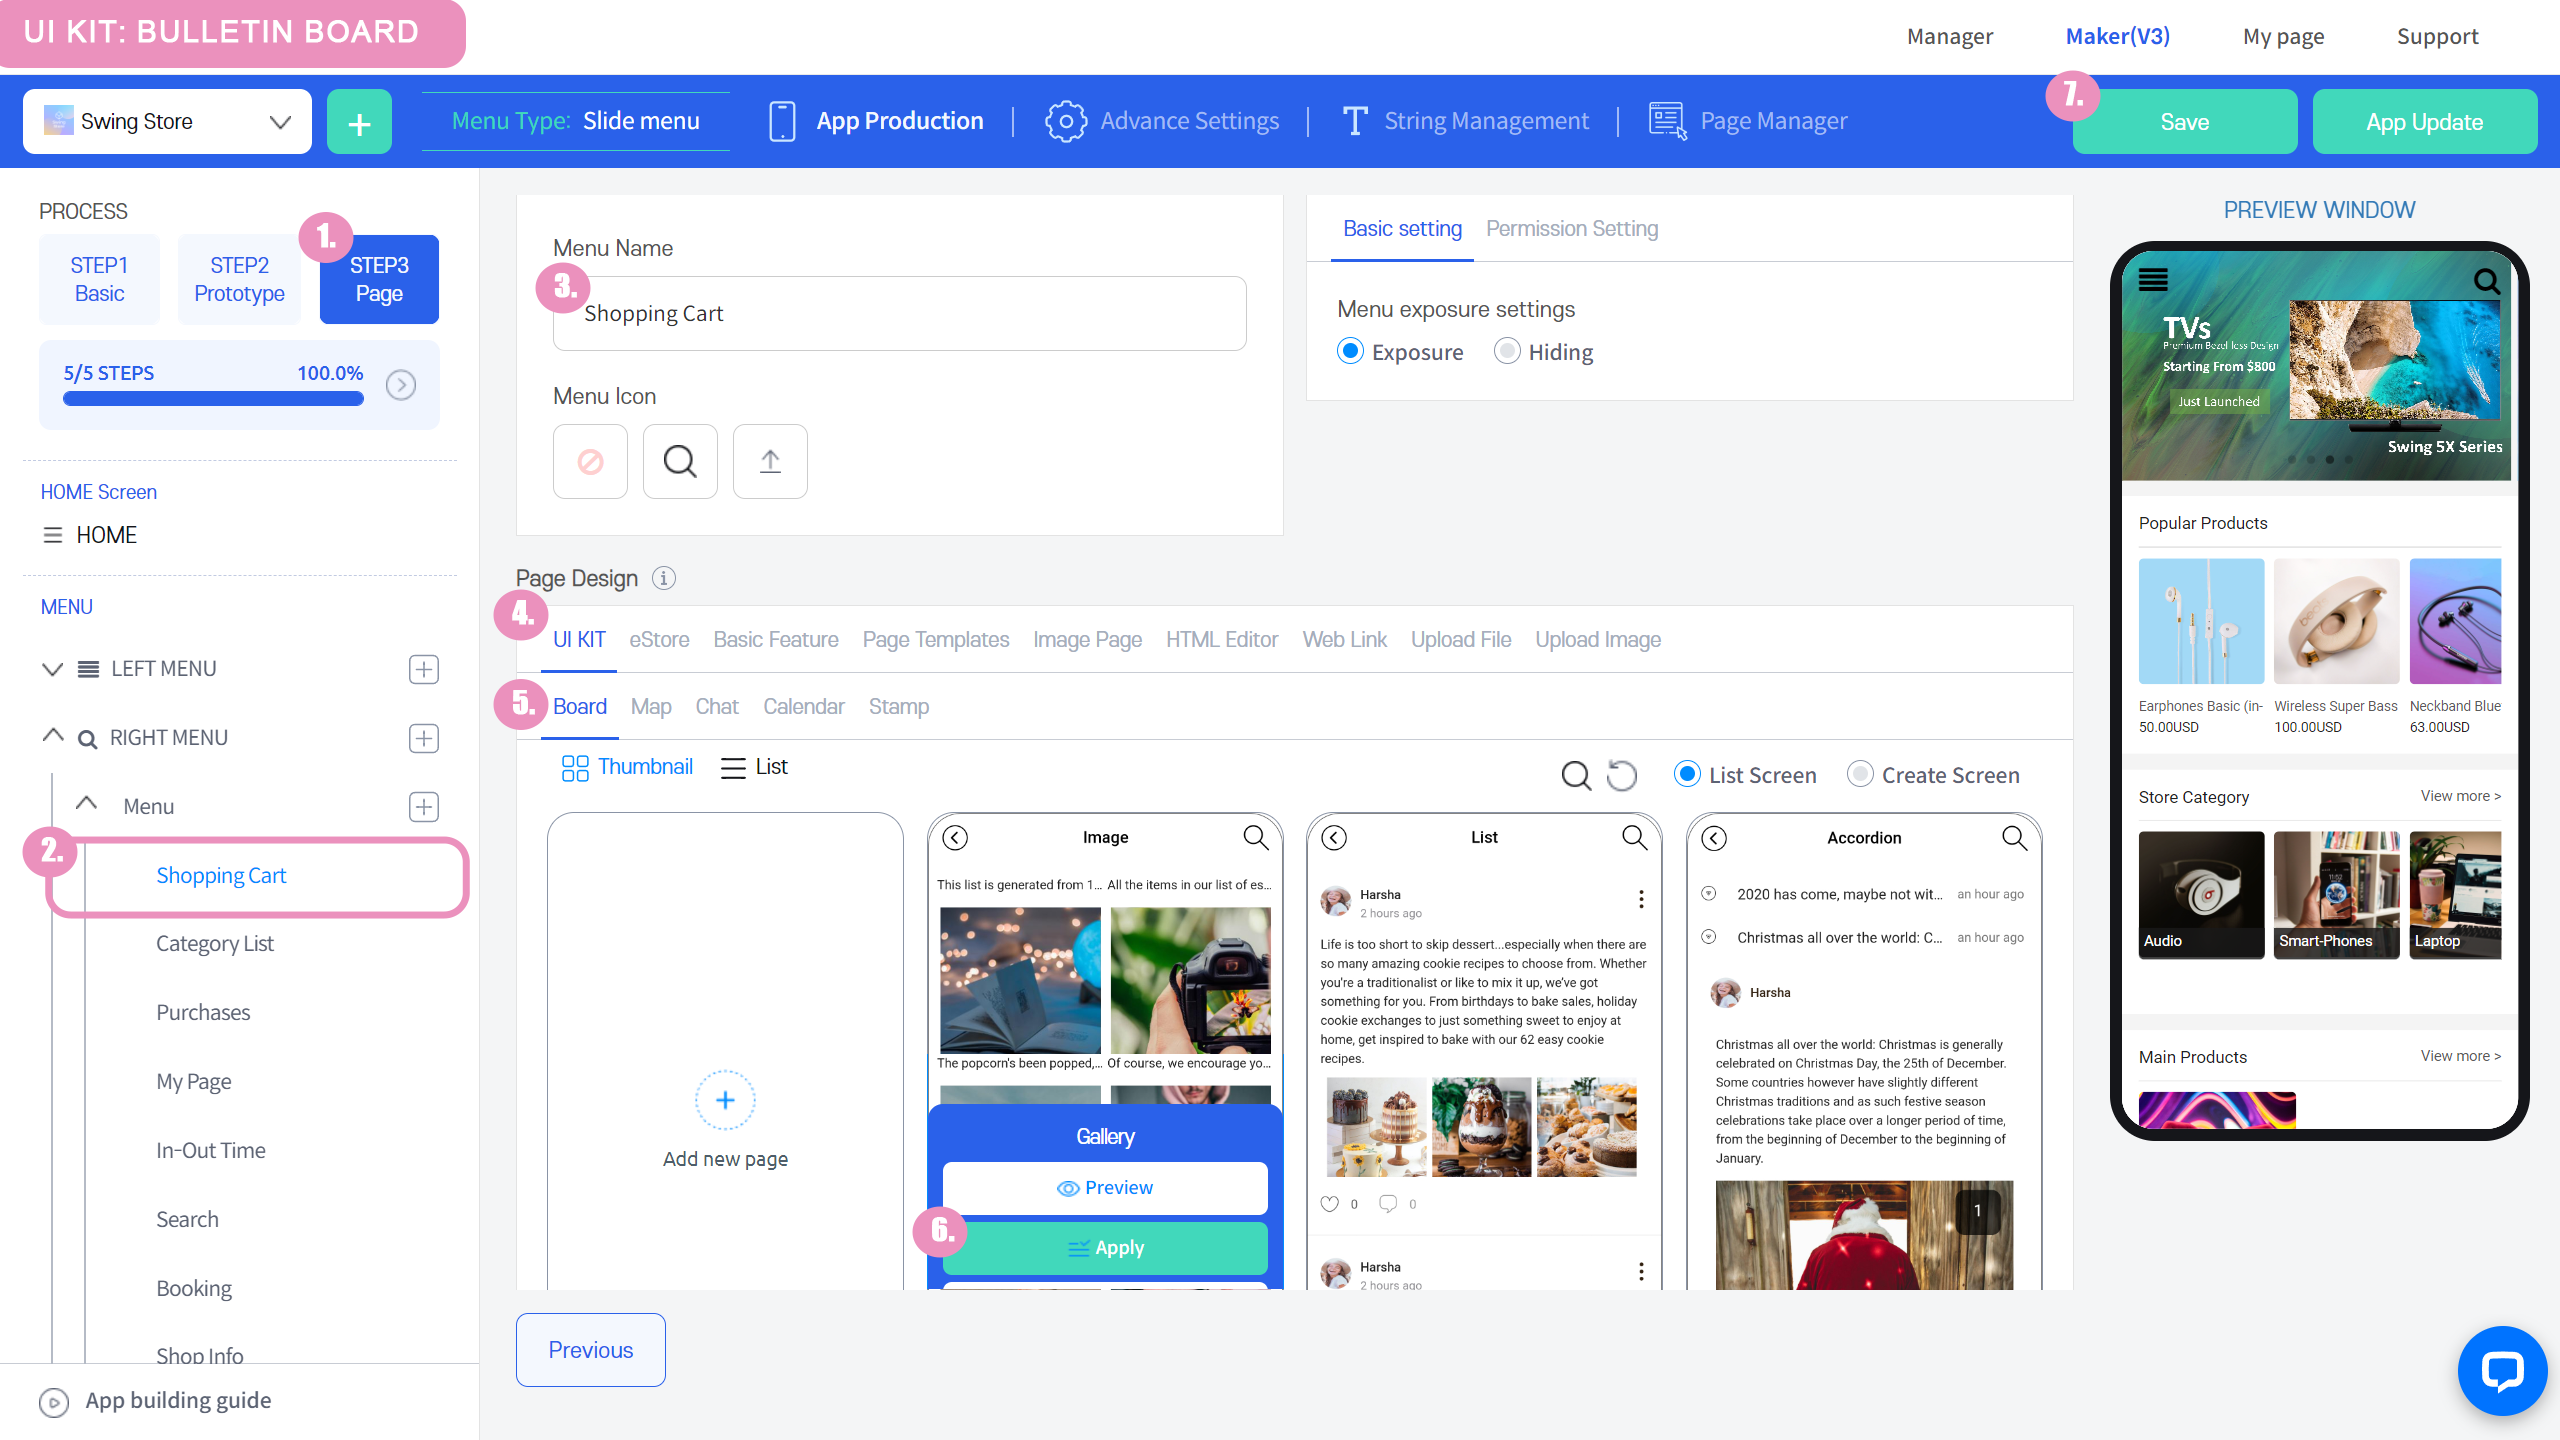 UI KIT: BULLETIN BOARD
Manager
Maker(V3)
My page
Support
Swing Store
+
Menu Type: Slide menu
App Production
Advance Settings
String Management
Page Manager
7.
Save
App Update
PROCESS
1.
STEP1
Basic
STEP2
Prototype
STEP3
Page
5/5 STEPS
100.0%
HOME Screen
HOME
MENU
LEFT MENU
RIGHT MENU
Menu
2.
Shopping Cart
Category List
Purchases
My Page
In-Out Time
Search
Booking
Shop Info
App building guide
Menu Name
3.
Shopping Cart
Menu Icon
Basic setting
Permission Setting
Menu exposure settings
Exposure
Hiding
Page Design
4.
UI KIT
eStore
Basic Feature
Page Templates
Image Page
HTML Editor
Web Link
Upload File
Upload Image
5.
Board
Map
Chat
Calendar
Stamp
Thumbnail
List
List Screen
Create Screen
Add new page
Image
This list is generated from 1...
All the items in our list of es...
The popcorn's been popped,...
Of course, we encourage yo...
Gallery
Preview
6.
Apply
List
Harsha
2 hours ago
Life is too short to skip dessert...especially when there are
so many amazing cookie recipes to choose from. Whether
you're a traditionalist or like to mix it up, we've got
something for you. From birthdays to bake sales, holiday
cookie exchanges to just something sweet to enjoy at
home, get inspired to bake with our 62 easy cookie
recipes.
0
0
Harsha
2 hours ago
Accordion
2020 has come, maybe not wit...
an hour ago
Christmas all over the world: C...
an hour ago
Harsha
Christmas all over the world: Christmas is generally
celebrated on Christmas Day, the 25th of December.
Some countries however have slightly different
Christmas traditions and as such festive season
celebrations take place over a longer period of time,
from the beginning of December to the beginning of
January.
1
Previous
PREVIEW WINDOW
TVs
Premium Bezel less Design
Starting From $800
Just Launched
Swing 5X Series
Popular Products
Earphones Basic (in-
50.00USD
Wireless Super Bass
100.00USD
Neckband Blue
63.00USD
Store Category
View more >
Audio
Smart-Phones
Laptop
Main Products
View more >